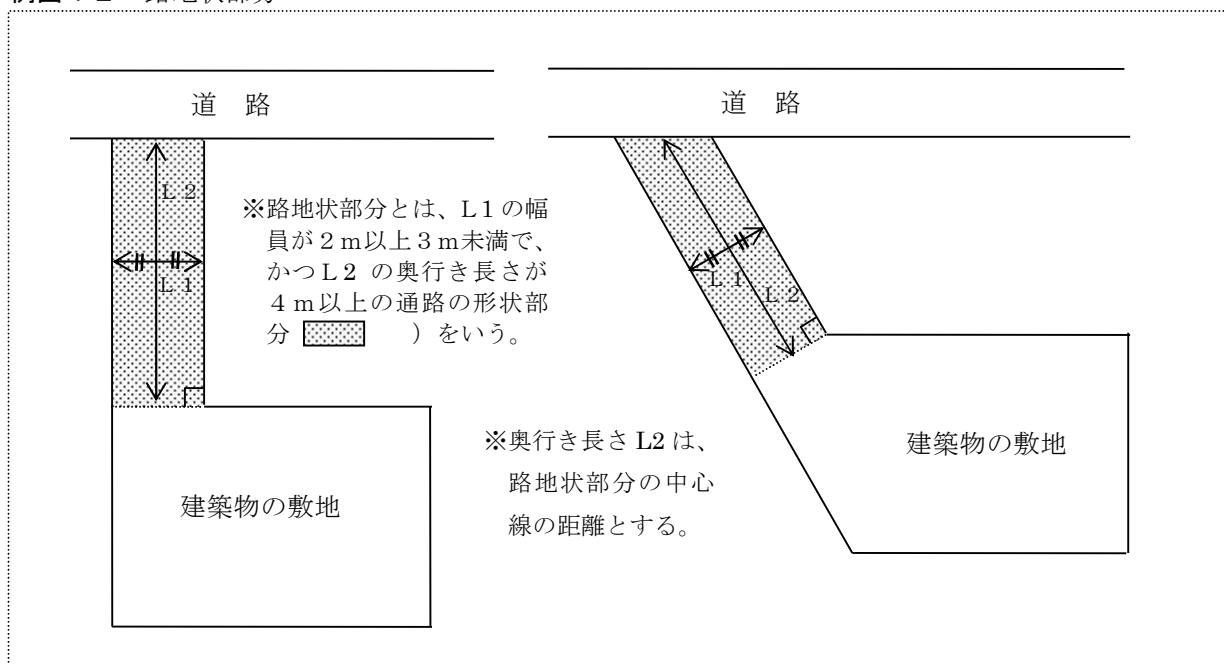 道　路
L２
L１
※路地状部分とは、L１の幅
員が２m以上３m未満で、
かつL２ の奥行き長さが
４m以上の通路の形状部
分　　　）をいう。
建築物の敷地
道　路
L１
L２
※奥行き長さ L2 は、
路地状部分の中心
線の距離とする。
建築物の敷地